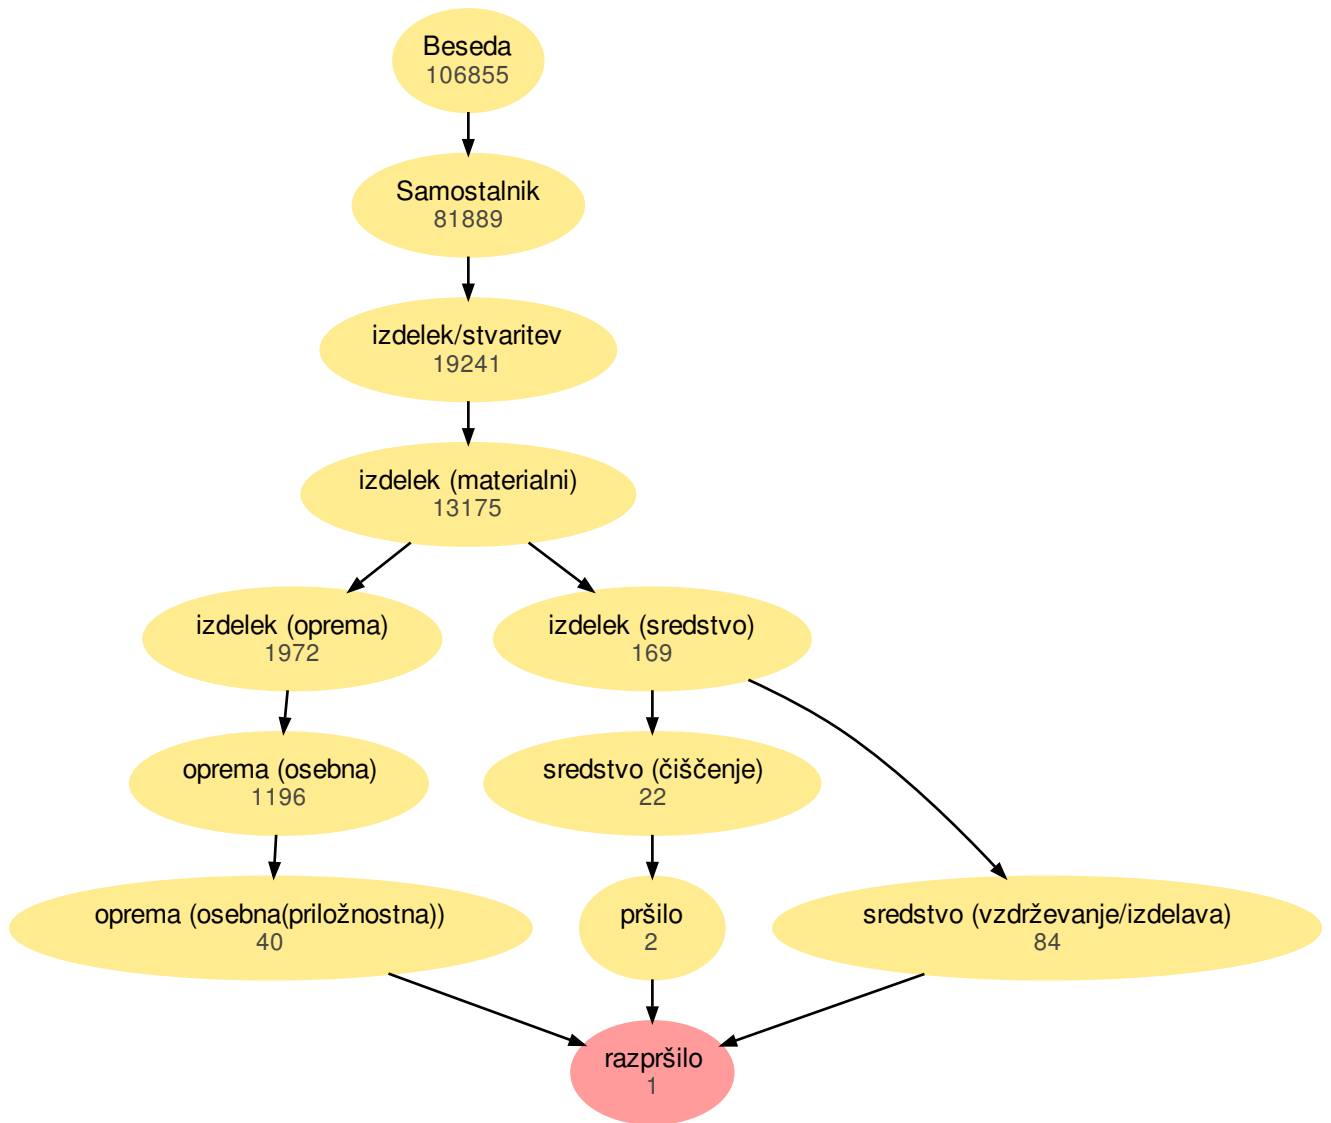 Beseda
106855
Samostalnik
81889
izdelek/stvaritev
19241
izdelek (materialni)
13175
izdelek (oprema)
1972
izdelek (sredstvo)
169
oprema (osebna)
1196
sredstvo (čiščenje)
22
oprema (osebna(priložnostna))
40
pršilo
2
sredstvo (vzdrževanje/izdelava)
84
razpršilo
1